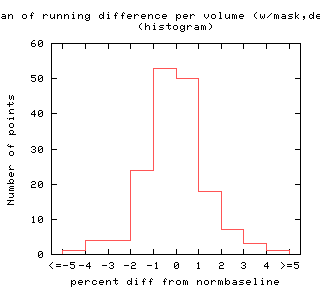 an of running difference per volume (w/mask,de
(histogram)
60
50
40
30
20
10
0
Number of points
<=-5 -4 -3 -2 -1 0 1 2 3 4 >=5
percent diff from normbaseline